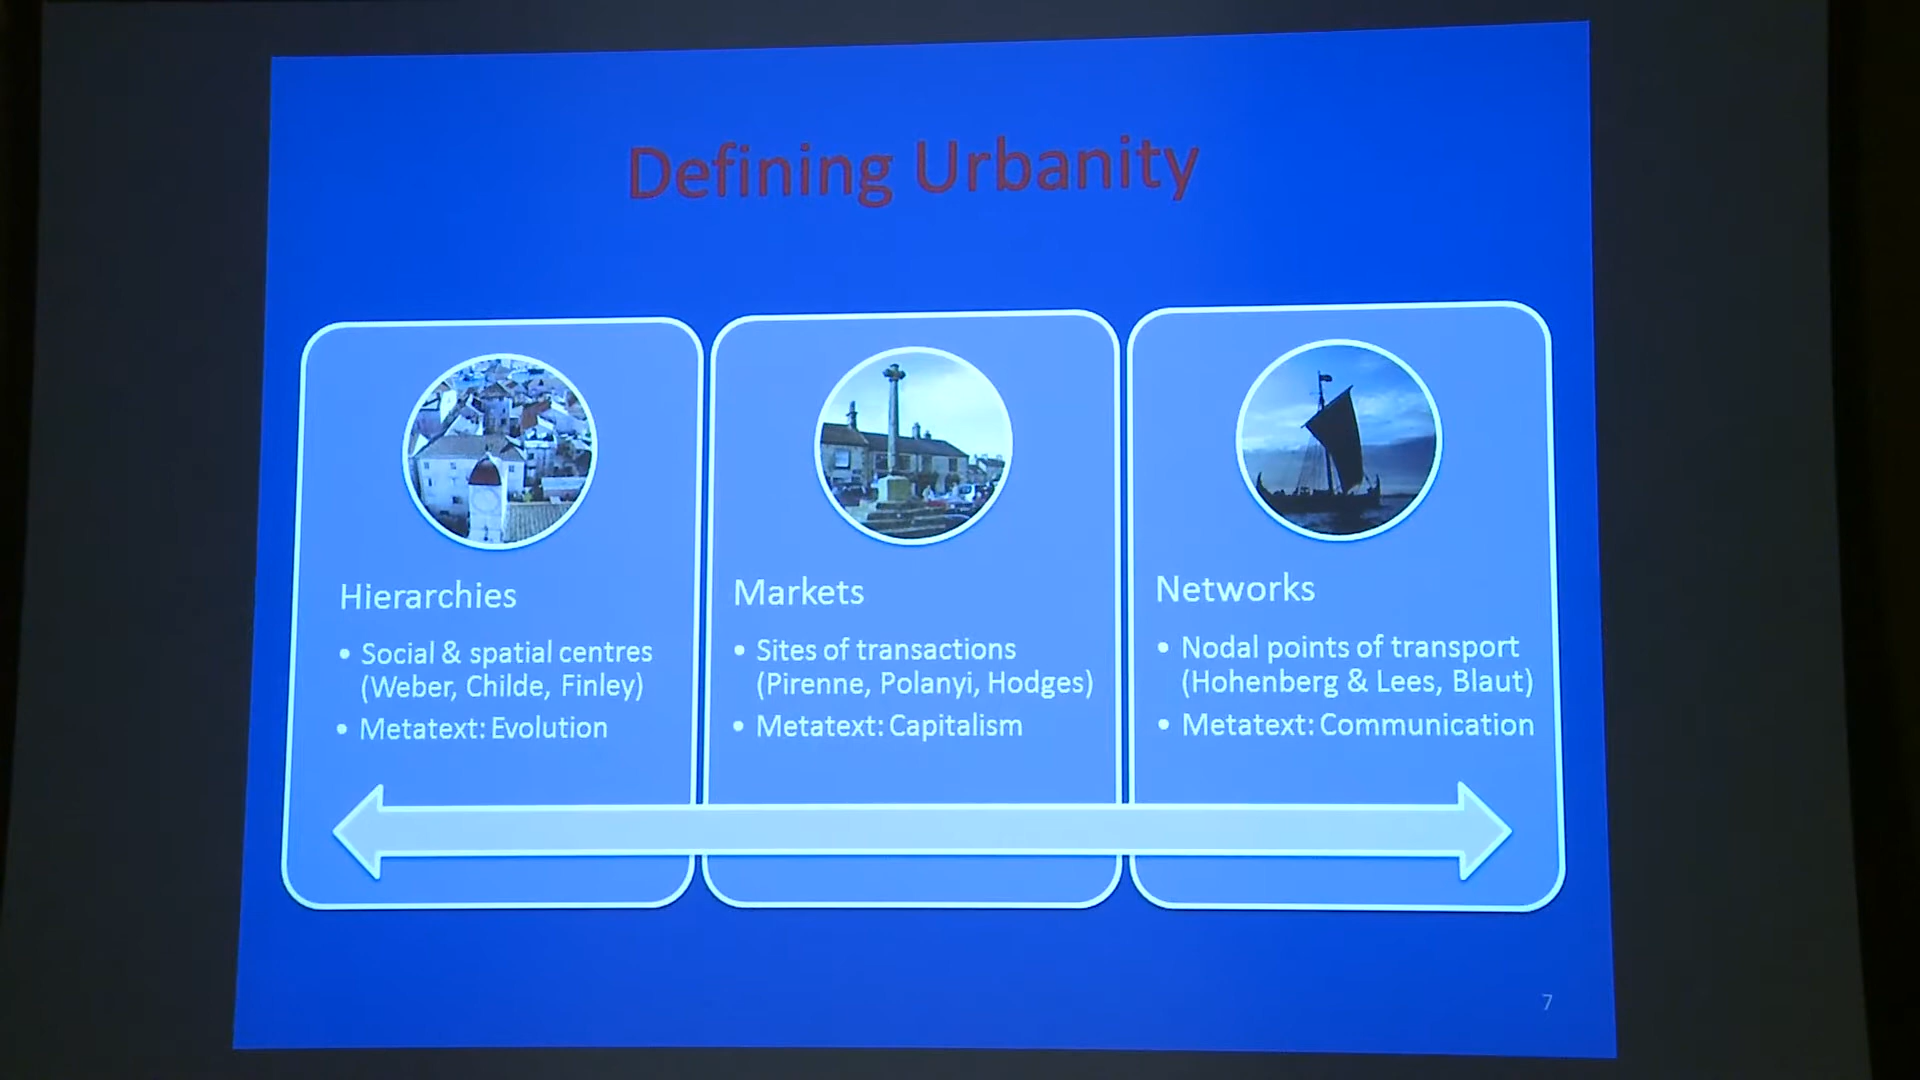 Defining Urbanity
Hierarchies
• Social & spatial centres
(Weber, Childe, Finley)
• Metatext: Evolution
Markets
• Sites of transactions
(Pirenne, Polanyi, Hodges)
• Metatext: Capitalism
Networks
• Nodal points of transport
(Hohenberg & Lees, Blaut)
• Metatext: Communication
7